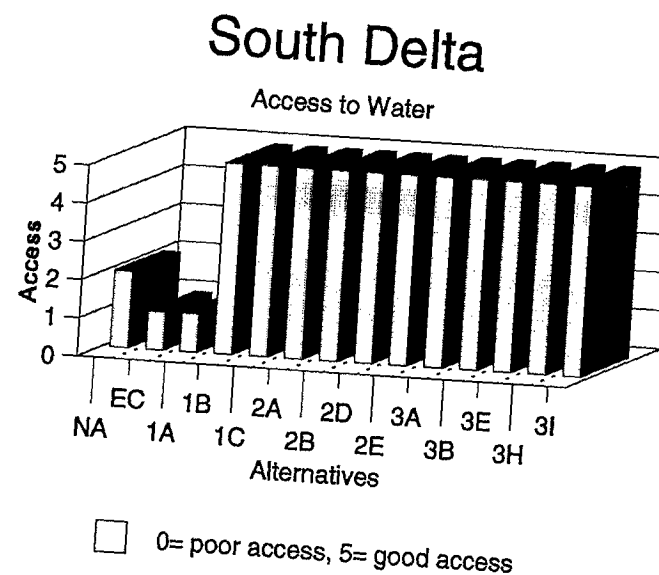 South Delta
Access to Water
5
4
3
2
1
0
Access
EC 1B 2A 2D 3A 3E 3I
NA 1A 1C 2B 2E 3B 3H
Alternatives
0= poor access, 5= good access